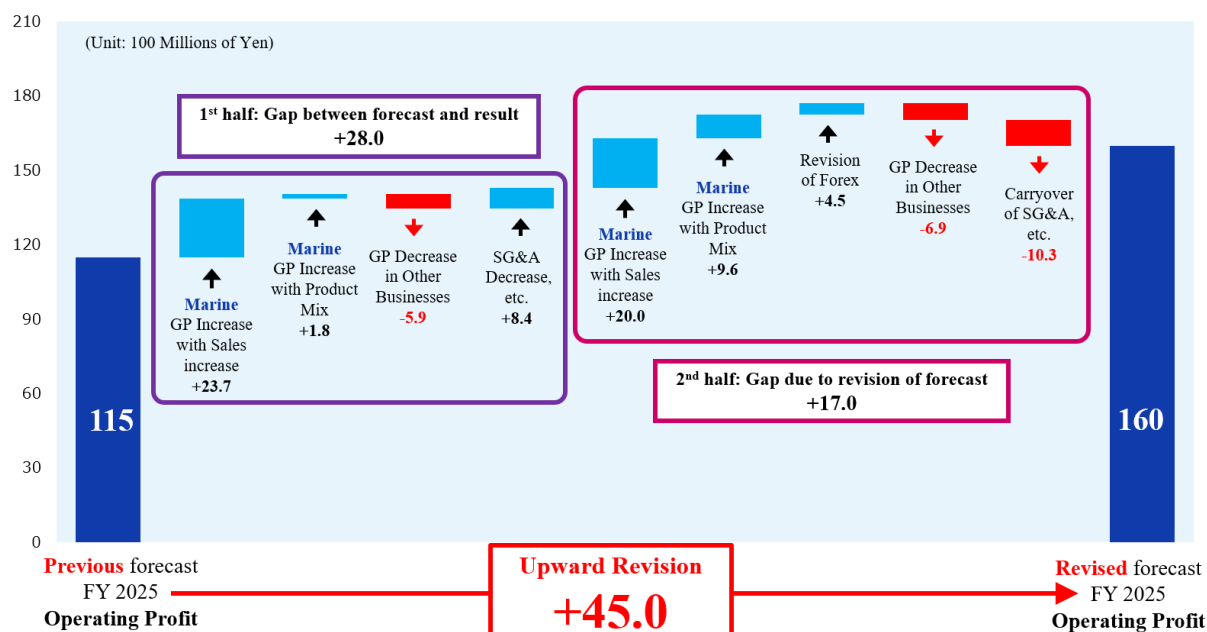 (Unit: 100 Millions of Yen)
210
180
150
120
90
60
30
0
115
1st half: Gap between forecast and result
+28.0
Marine
GP Increase
with Sales
increase
+23.7
Marine
GP Increase
with Product
Mix
+1.8
GP Decrease
in Other
Businesses
-5.9
SG&A
Decrease,
etc.
+8.4
Marine
GP Increase
with Sales
increase
+20.0
Marine
GP Increase
with Product
Mix
+9.6
Revision
of Forex
+4.5
GP Decrease
in Other
Businesses
-6.9
Carryover
of SG&A,
etc.
-10.3
2nd half: Gap due to revision of forecast
+17.0
160
Previous forecast
FY 2025
Operating Profit
Upward Revision
+45.0
Revised forecast
FY 2025
Operating Profit